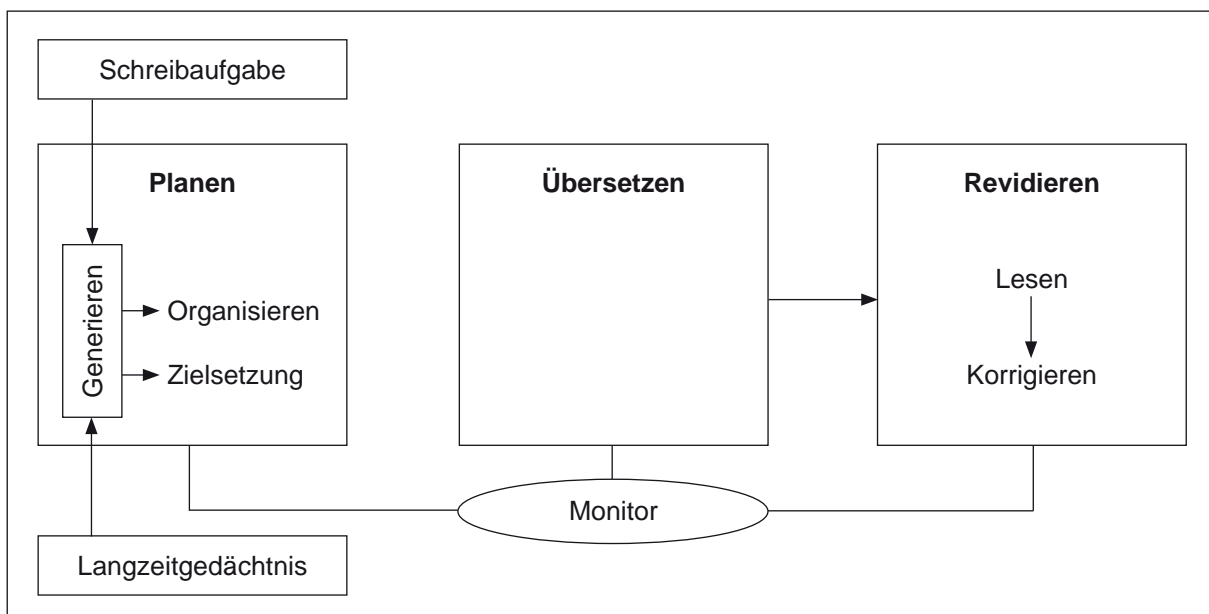 Schreibaufgabe
Planen
Generieren
Organisieren
Zielsetzung
Übersetzen
Revidieren
Lesen
Korrigieren
Monitor
Langzeitgedächtnis